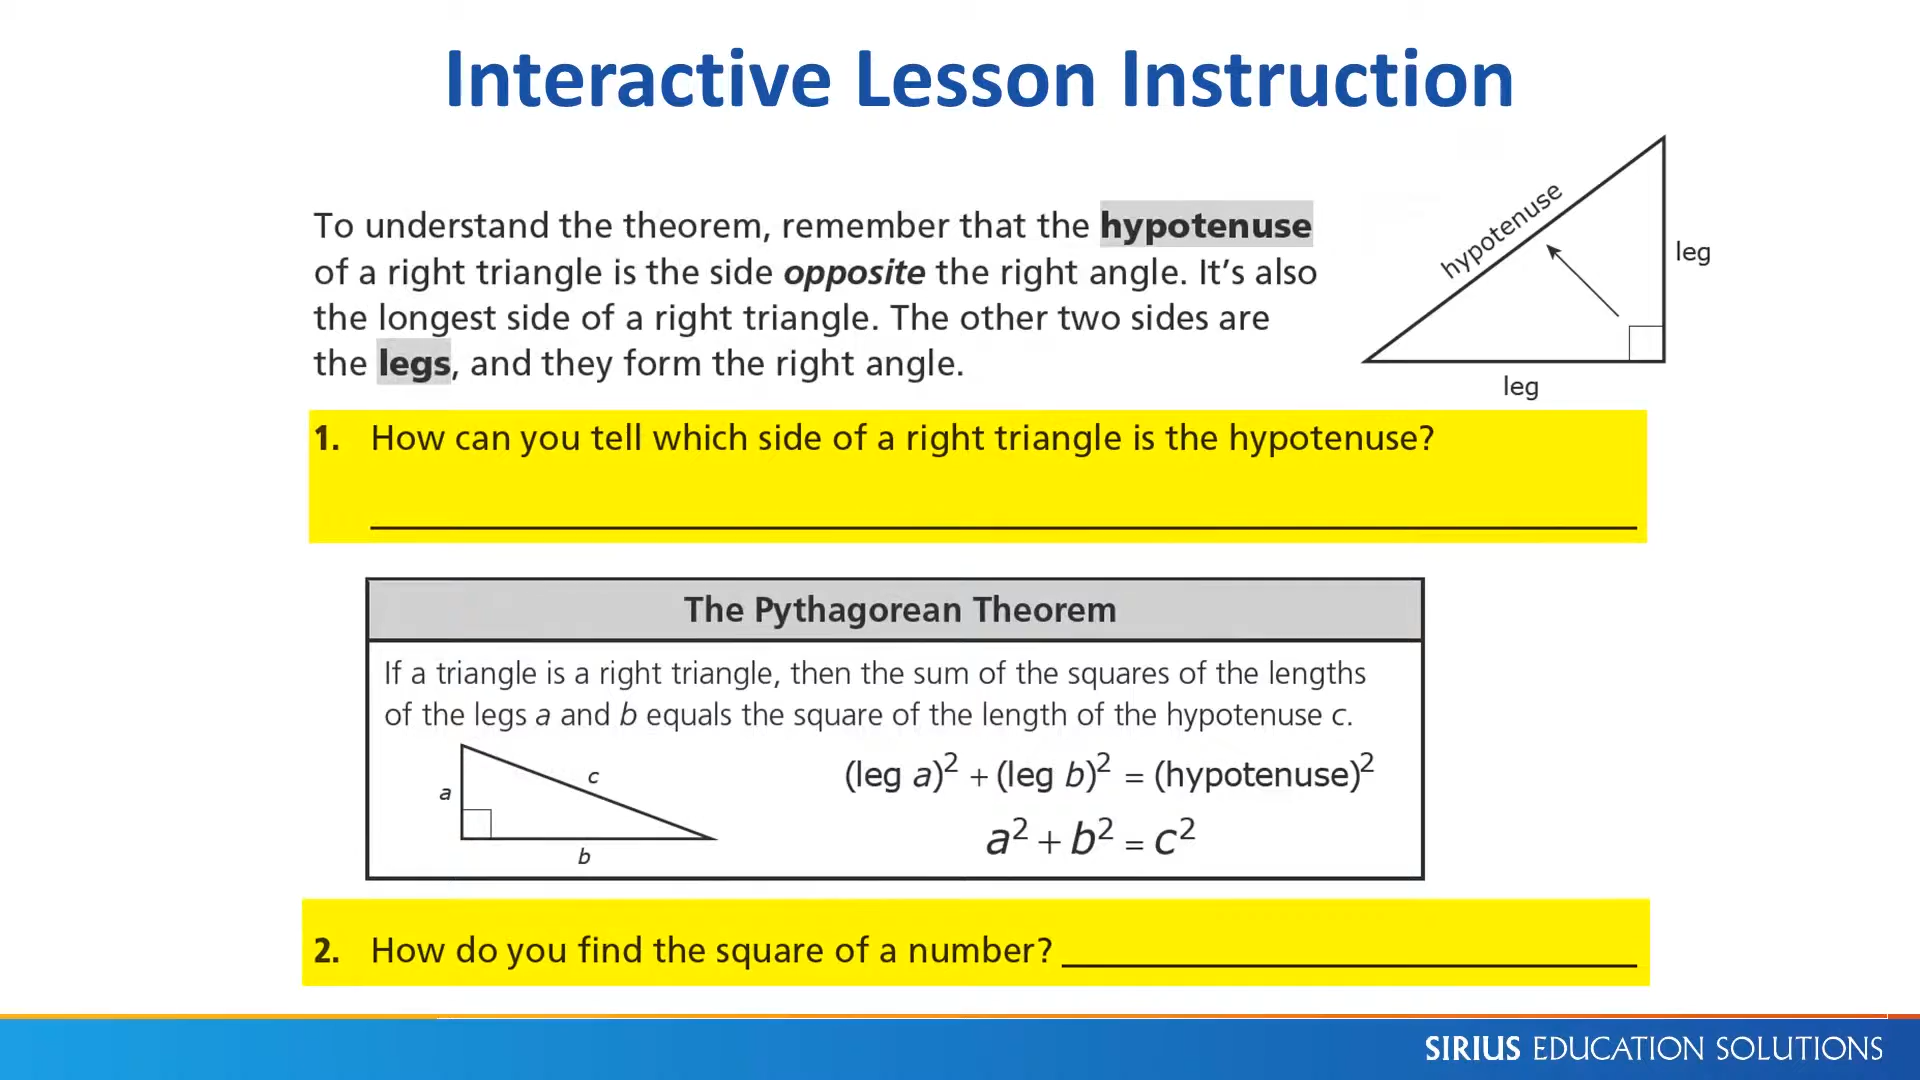 Interactive Lesson Instruction
To understand the theorem, remember that the hypotenuse
of a right triangle is the side opposite the right angle. It’s also
the longest side of a right triangle. The other two sides are
the legs, and they form the right angle.
hypotenuse
leg
leg
1. How can you tell which side of a right triangle is the hypotenuse?
The Pythagorean Theorem
If a triangle is a right triangle, then the sum of the squares of the lengths
of the legs a and b equals the square of the length of the hypotenuse c.
a
c
b
(leg a)² + (leg b)² = (hypotenuse)²
a² + b² = c²
2. How do you find the square of a number?
SIRIUS EDUCATION SOLUTIONS